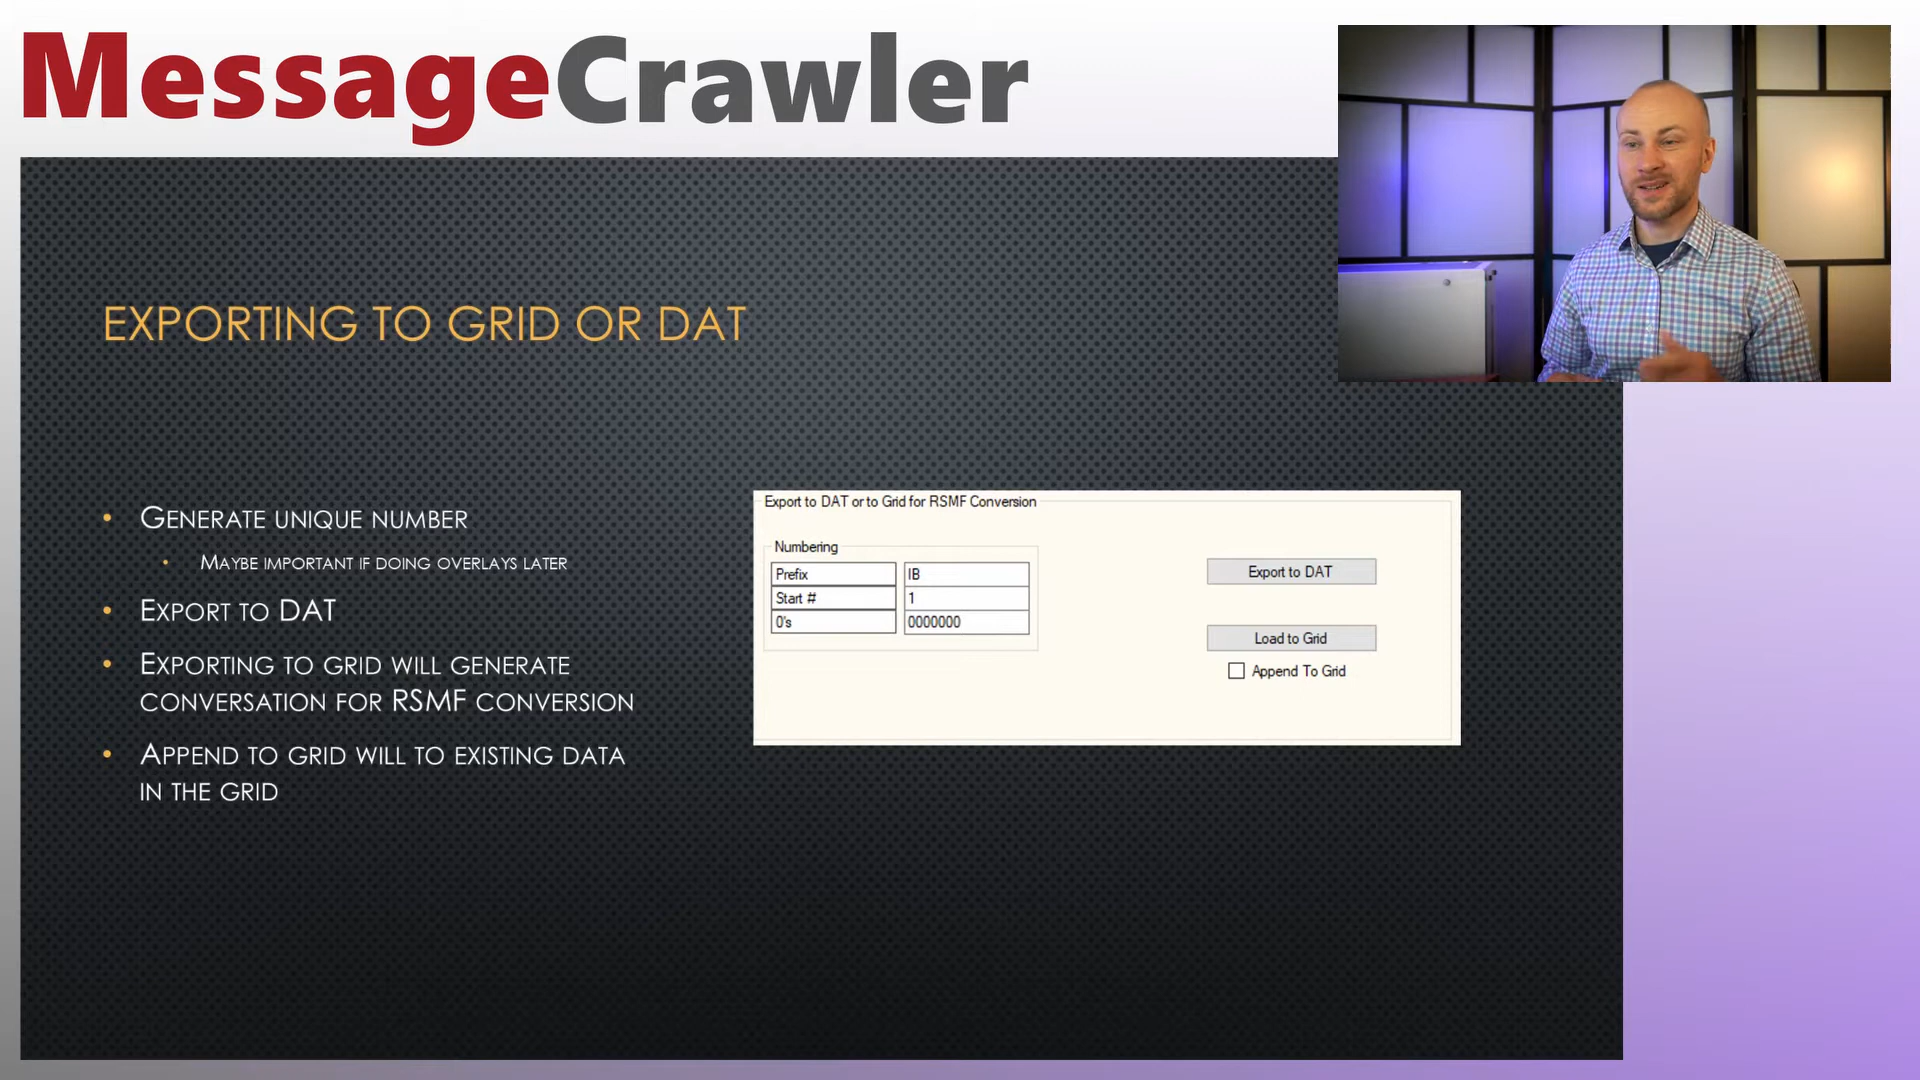 MessageCrawler
EXPORTING TO GRID OR DAT
• GENERATE UNIQUE NUMBER
• MAYBE IMPORTANT IF DOING OVERLAYS LATER
• EXPORT TO DAT
• EXPORTING TO GRID WILL GENERATE
CONVERSATION FOR RSMF CONVERSION
• APPEND TO GRID WILL TO EXISTING DATA
IN THE GRID
Export to DAT or to Grid for RSMF Conversion
Numbering
Prefix IB
Start # 1
0's 0000000
Export to DAT
Load to Grid
Append To Grid